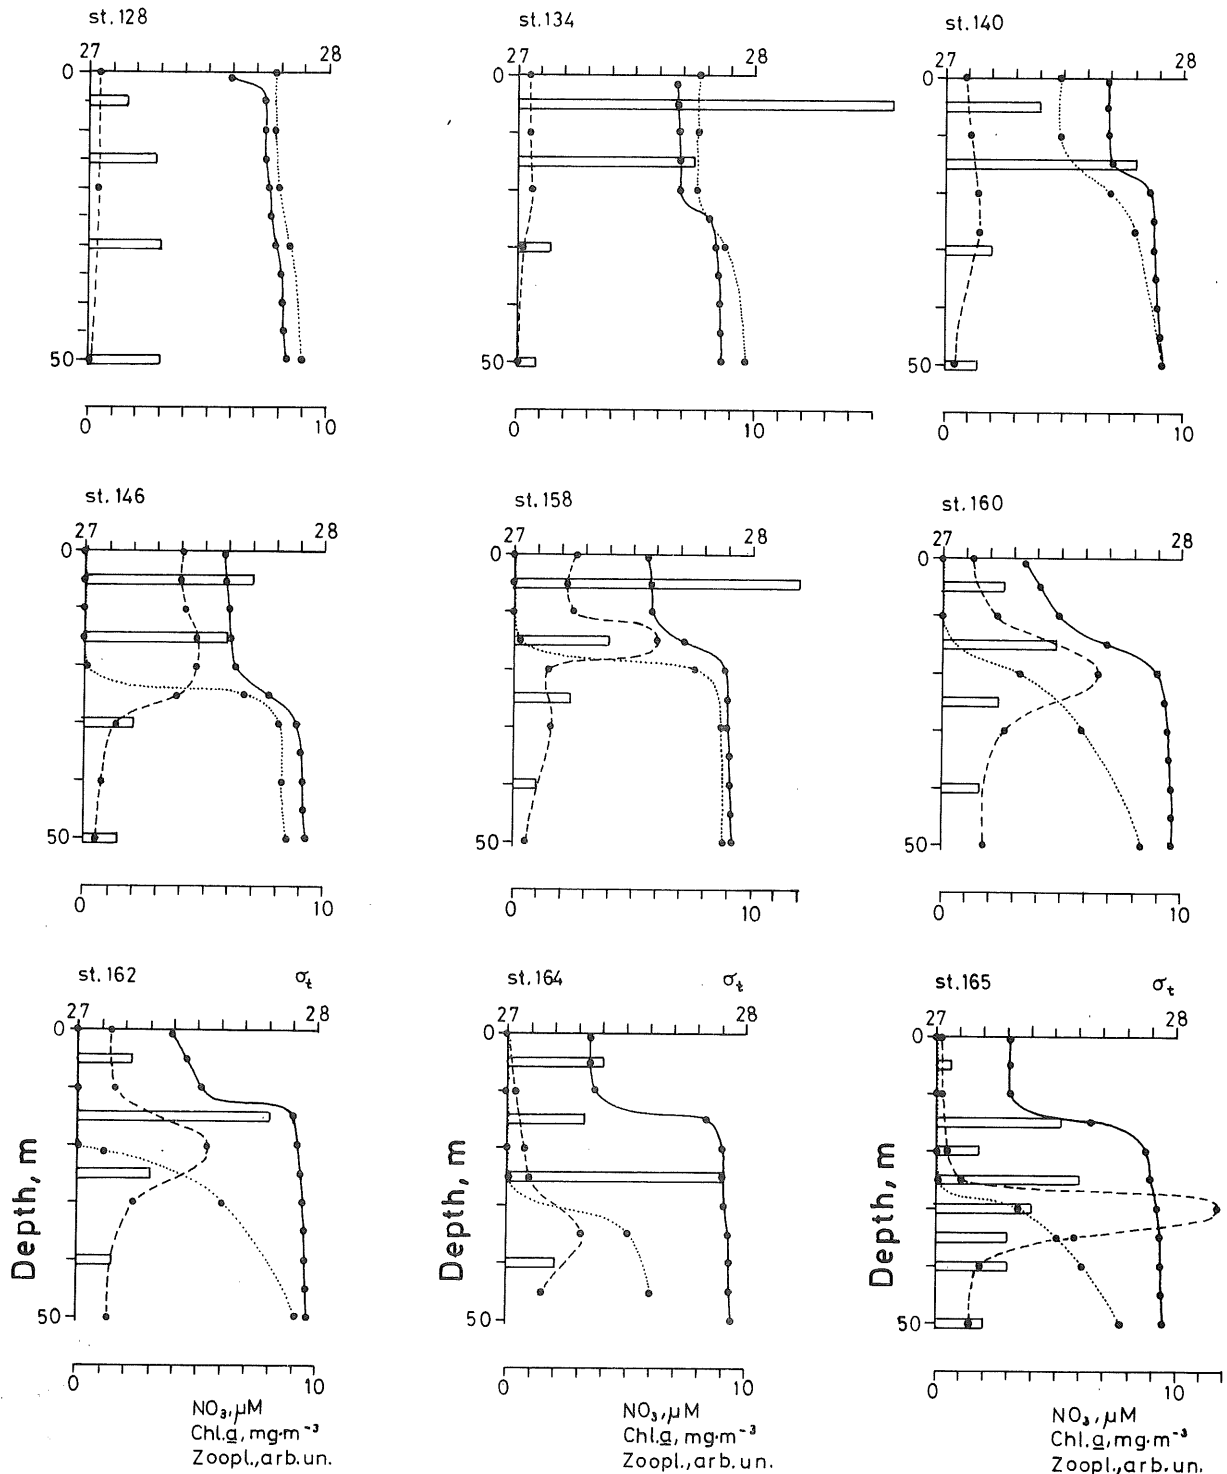 st.128
27 28
0
50
0 10
st.134
27 28
0
50
0 10
st.140
27 28
0
50
0 10
st.146
27 28
0
50
0 10
st.158
27 28
0
50
0 10
st.160
27 28
0
50
0 10
st.162 σt
27 28
0
Depth, m
50
0 10
NO₃,µM
Chl.a, mg·m⁻³
Zoopl.,arb.un.
st.164 σt
27 28
0
Depth, m
50
0 10
NO₃,µM
Chl.a, mg·m⁻³
Zoopl.,arb.un.
st.165 σt
27 28
0
Depth, m
50
0 10
NO₃,µM
Chl.a,mg·m⁻³
Zoopl.,arb.un.